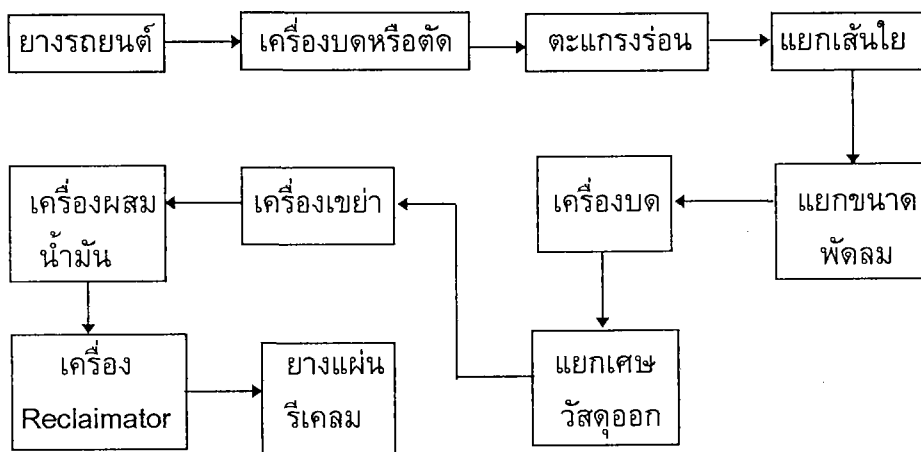 ยางรถยนต์
เครื่องบดหรือตัด
ตะแกรงร่อน
แยกเส้นใย
แยกขนาด
พัดลม
เครื่องบด
แยกเศษ
วัสดุออก
เครื่องเขย่า
เครื่องผสม
น้ำมัน
เครื่อง
Reclaimator
ยางแผ่น
รีเคลม